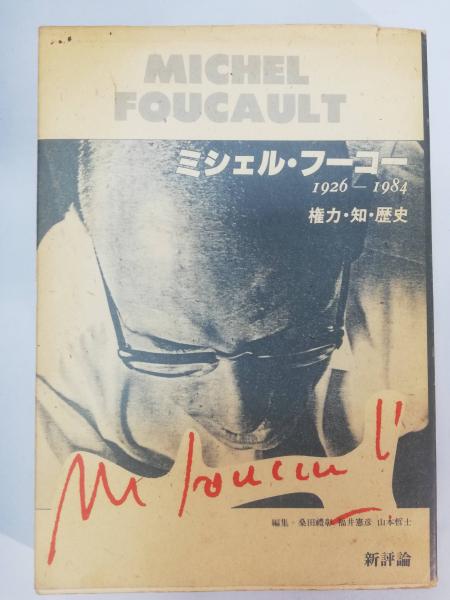 MICHEL
FOUCAULT
ミシェル・フーコー
1926 — 1984
権力・知・歴史
M Foucault
編集・桑田禮彰 福井憲彦 山本哲士
新評論